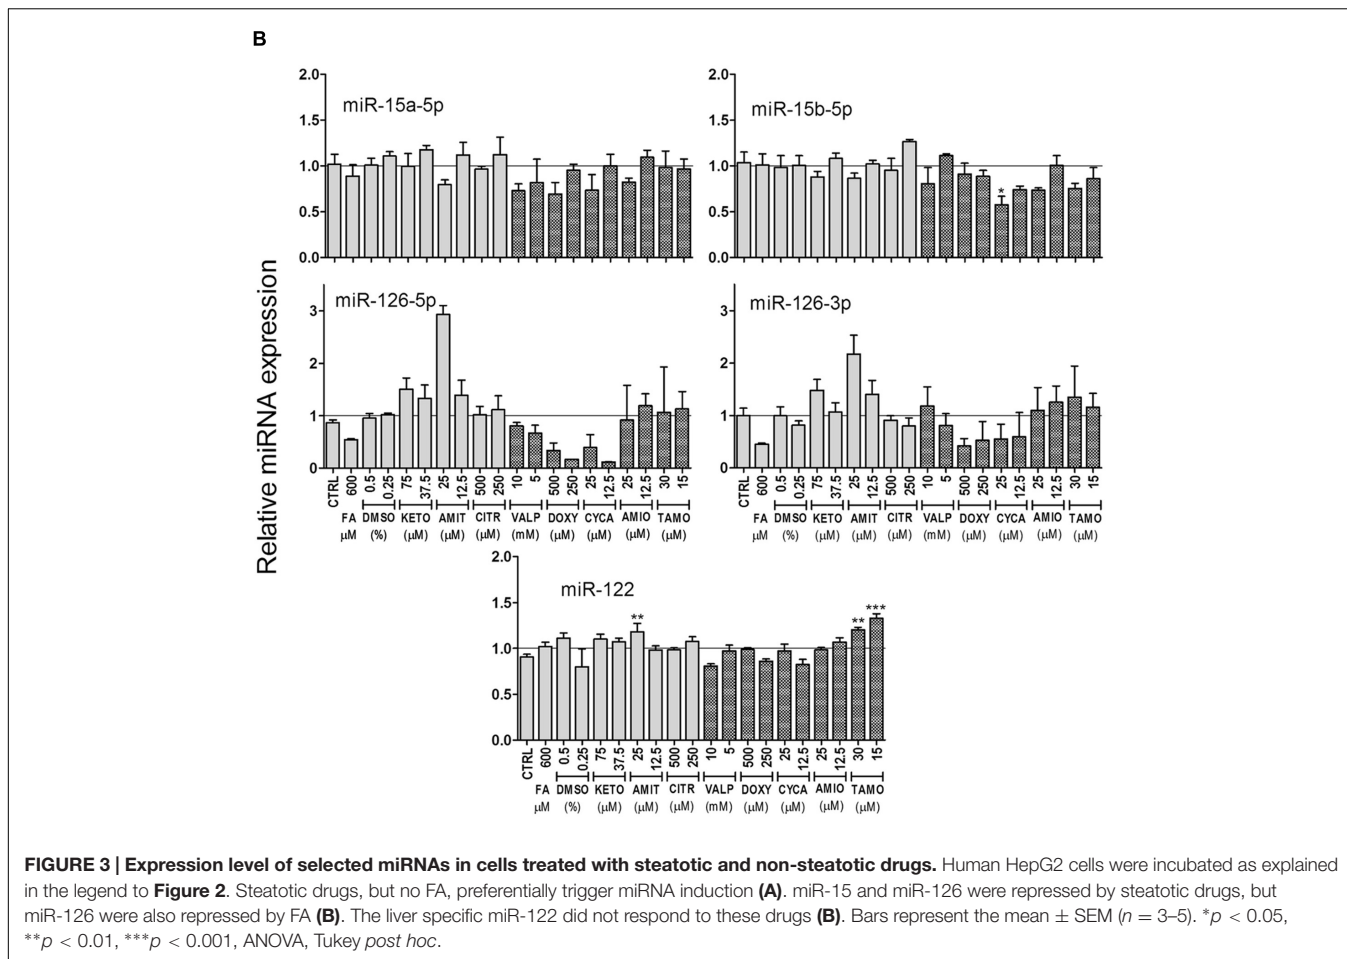 B
2.0
1.5
1.0
0.5
0.0
miR-15a-5p
2.0
1.5
1.0
0.5
0.0
miR-15b-5p
*
Relative miRNA expression
3
2
1
0
miR-126-5p
CTRL 600 0.5 0.25 75 37.5 25 12.5 500 250 10 5 500 250 25 12.5 25 12.5 30 15
FA DMSO KETO AMIT CITR VALP DOXY CYCA AMIO TAMO
μM (%) (μM) (μM) (μM) (mM) (μM) (μM) (μM) (μM)
3
2
1
0
miR-126-3p
CTRL 600 0.5 0.25 75 37.5 25 12.5 500 250 10 5 500 250 25 12.5 25 12.5 30 15
FA DMSO KETO AMIT CITR VALP DOXY CYCA AMIO TAMO
μM (%) (μM) (μM) (μM) (mM) (μM) (μM) (μM) (μM)
2.0
1.5
1.0
0.5
0.0
miR-122
** ** ***
CTRL 600 0.5 0.25 75 37.5 25 12.5 500 250 10 5 500 250 25 12.5 25 12.5 30 15
FA DMSO KETO AMIT CITR VALP DOXY CYCA AMIO TAMO
μM (%) (μM) (μM) (μM) (mM) (μM) (μM) (μM) (μM)
FIGURE 3 | Expression level of selected miRNAs in cells treated with steatotic and non-steatotic drugs. Human HepG2 cells were incubated as explained
in the legend to Figure 2. Steatotic drugs, but no FA, preferentially trigger miRNA induction (A). miR-15 and miR-126 were repressed by steatotic drugs, but
miR-126 were also repressed by FA (B). The liver specific miR-122 did not respond to these drugs (B). Bars represent the mean ± SEM (n = 3–5). *p < 0.05,
**p < 0.01, ***p < 0.001, ANOVA, Tukey post hoc.